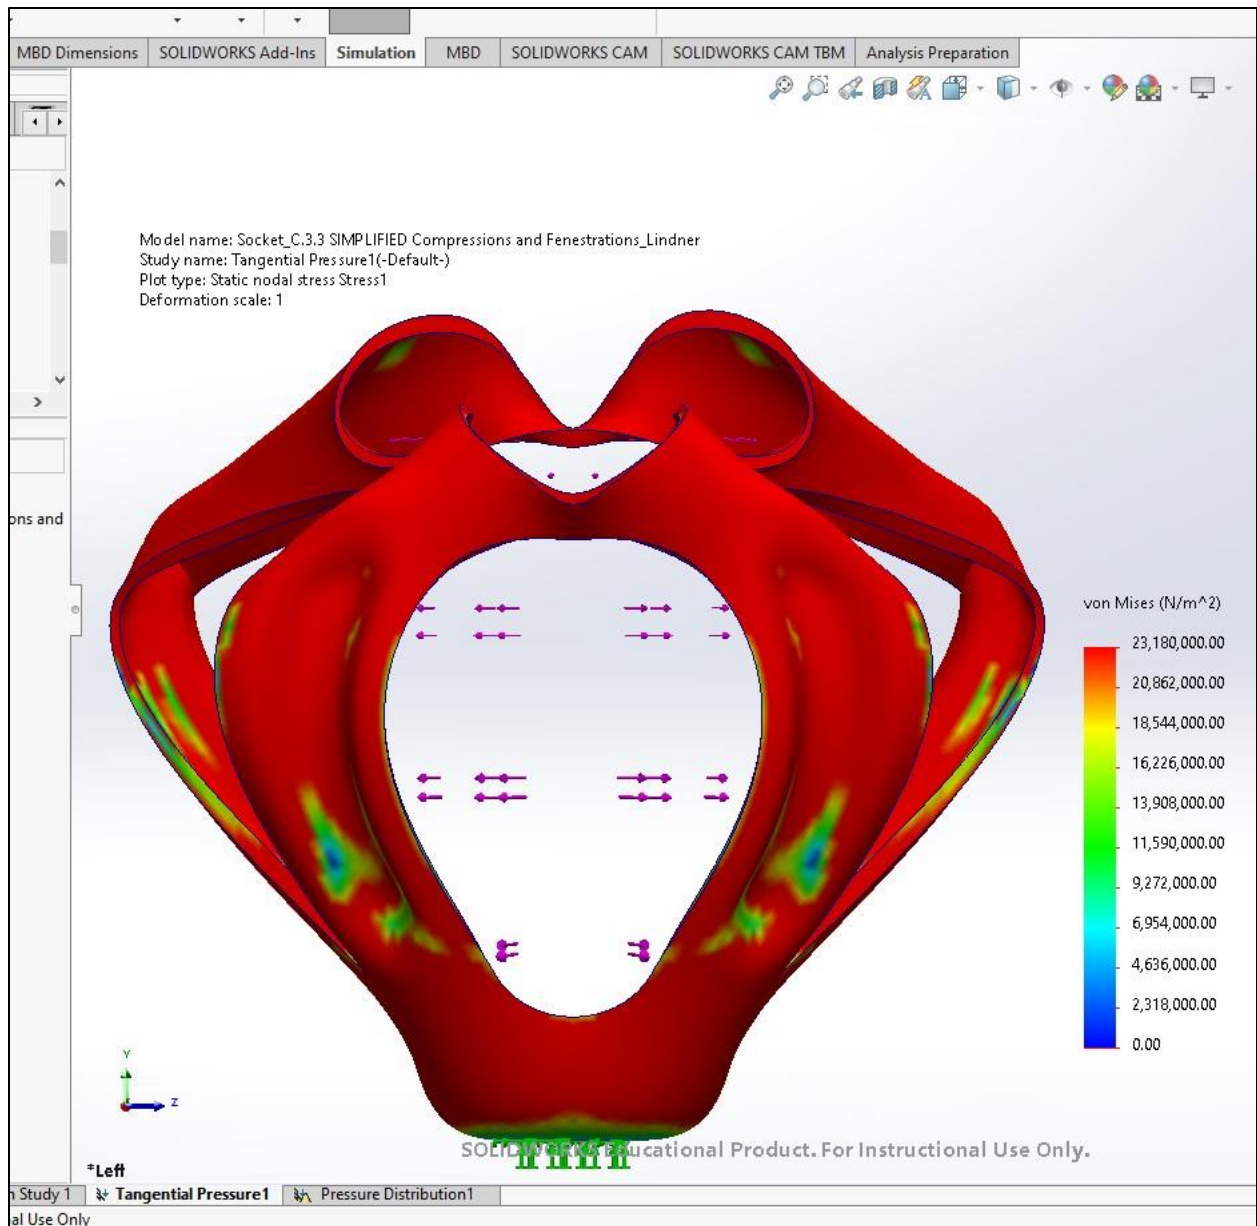 MBD Dimensions SOLIDWORKS Add-Ins Simulation MBD SOLIDWORKS CAM SOLIDWORKS CAM TBM Analysis Preparation
Model name: Socket_C.3.3 SIMPLIFIED Compressions and Fenestrations_Lindner
Study name: Tangential Pressure1(-Default-)
Plot type: Static nodal stress Stress1
Deformation scale: 1
ons and
von Mises (N/m^2)
23,180,000.00
20,862,000.00
18,544,000.00
16,226,000.00
13,908,000.00
11,590,000.00
9,272,000.00
6,954,000.00
4,636,000.00
2,318,000.00
0.00
Y
Z
SOLIDWORKS Educational Product. For Instructional Use Only.
*Left
n Study 1 Tangential Pressure1 Pressure Distribution1
al Use Only